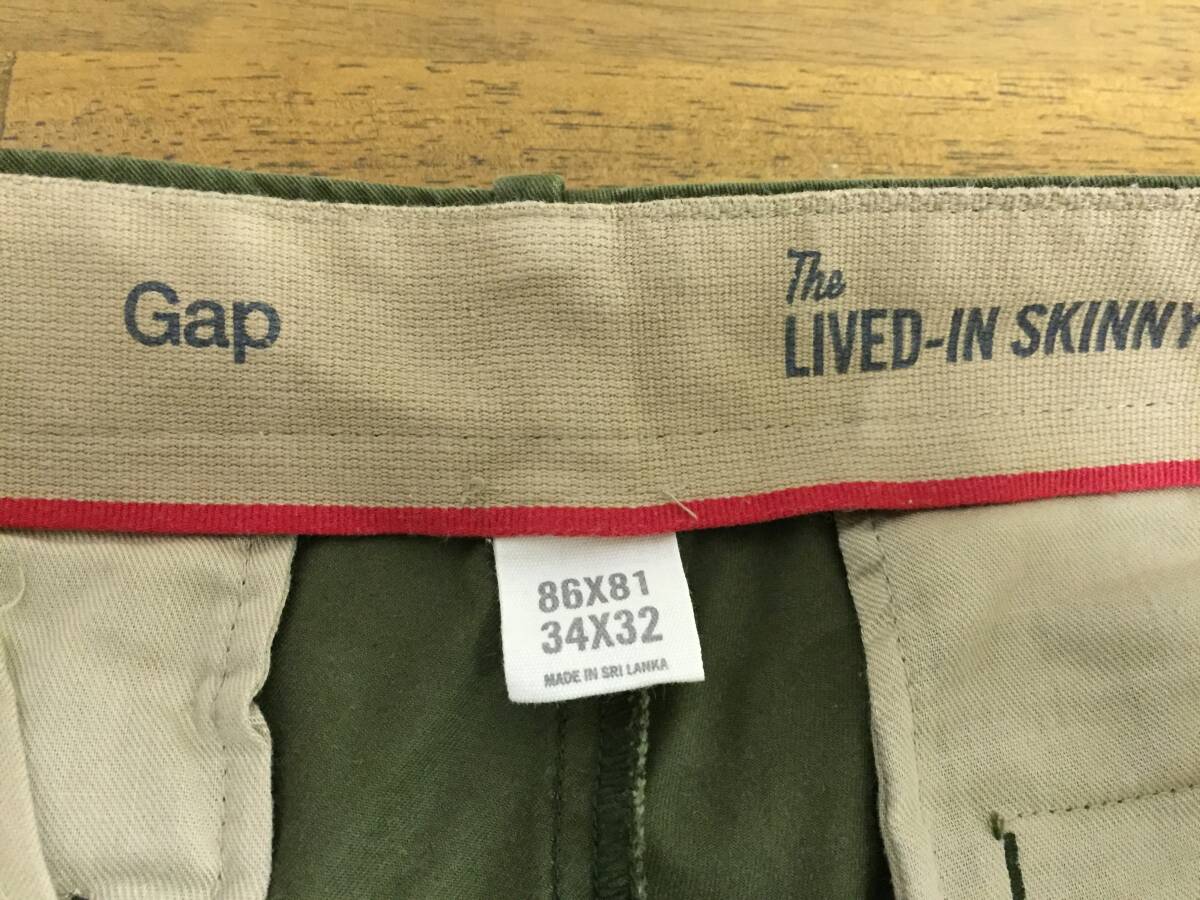 Gap
The
LIVED-IN SKINNY
86X81
34X32
MADE IN SRI LANKA